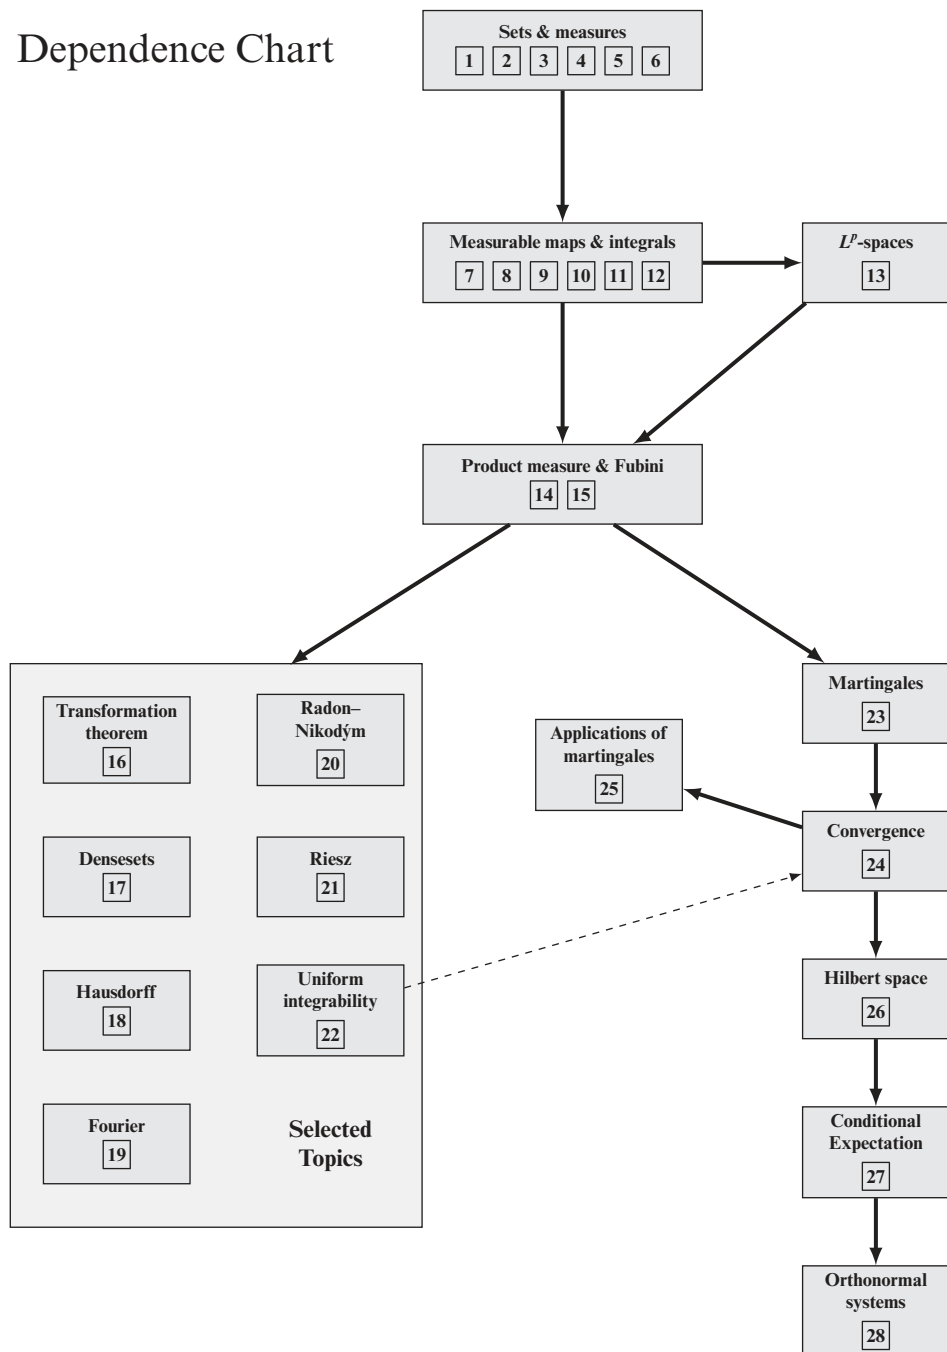 Dependence Chart
Sets & measures
1 2 3 4 5 6
Measurable maps & integrals
7 8 9 10 11 12
Lᵖ-spaces
13
Product measure & Fubini
14 15
Transformation
theorem
16
Radon–
Nikodým
20
Densesets
17
Riesz
21
Hausdorff
18
Uniform
integrability
22
Fourier
19
Selected
Topics
Applications of
martingales
25
Martingales
23
Convergence
24
Hilbert space
26
Conditional
Expectation
27
Orthonormal
systems
28